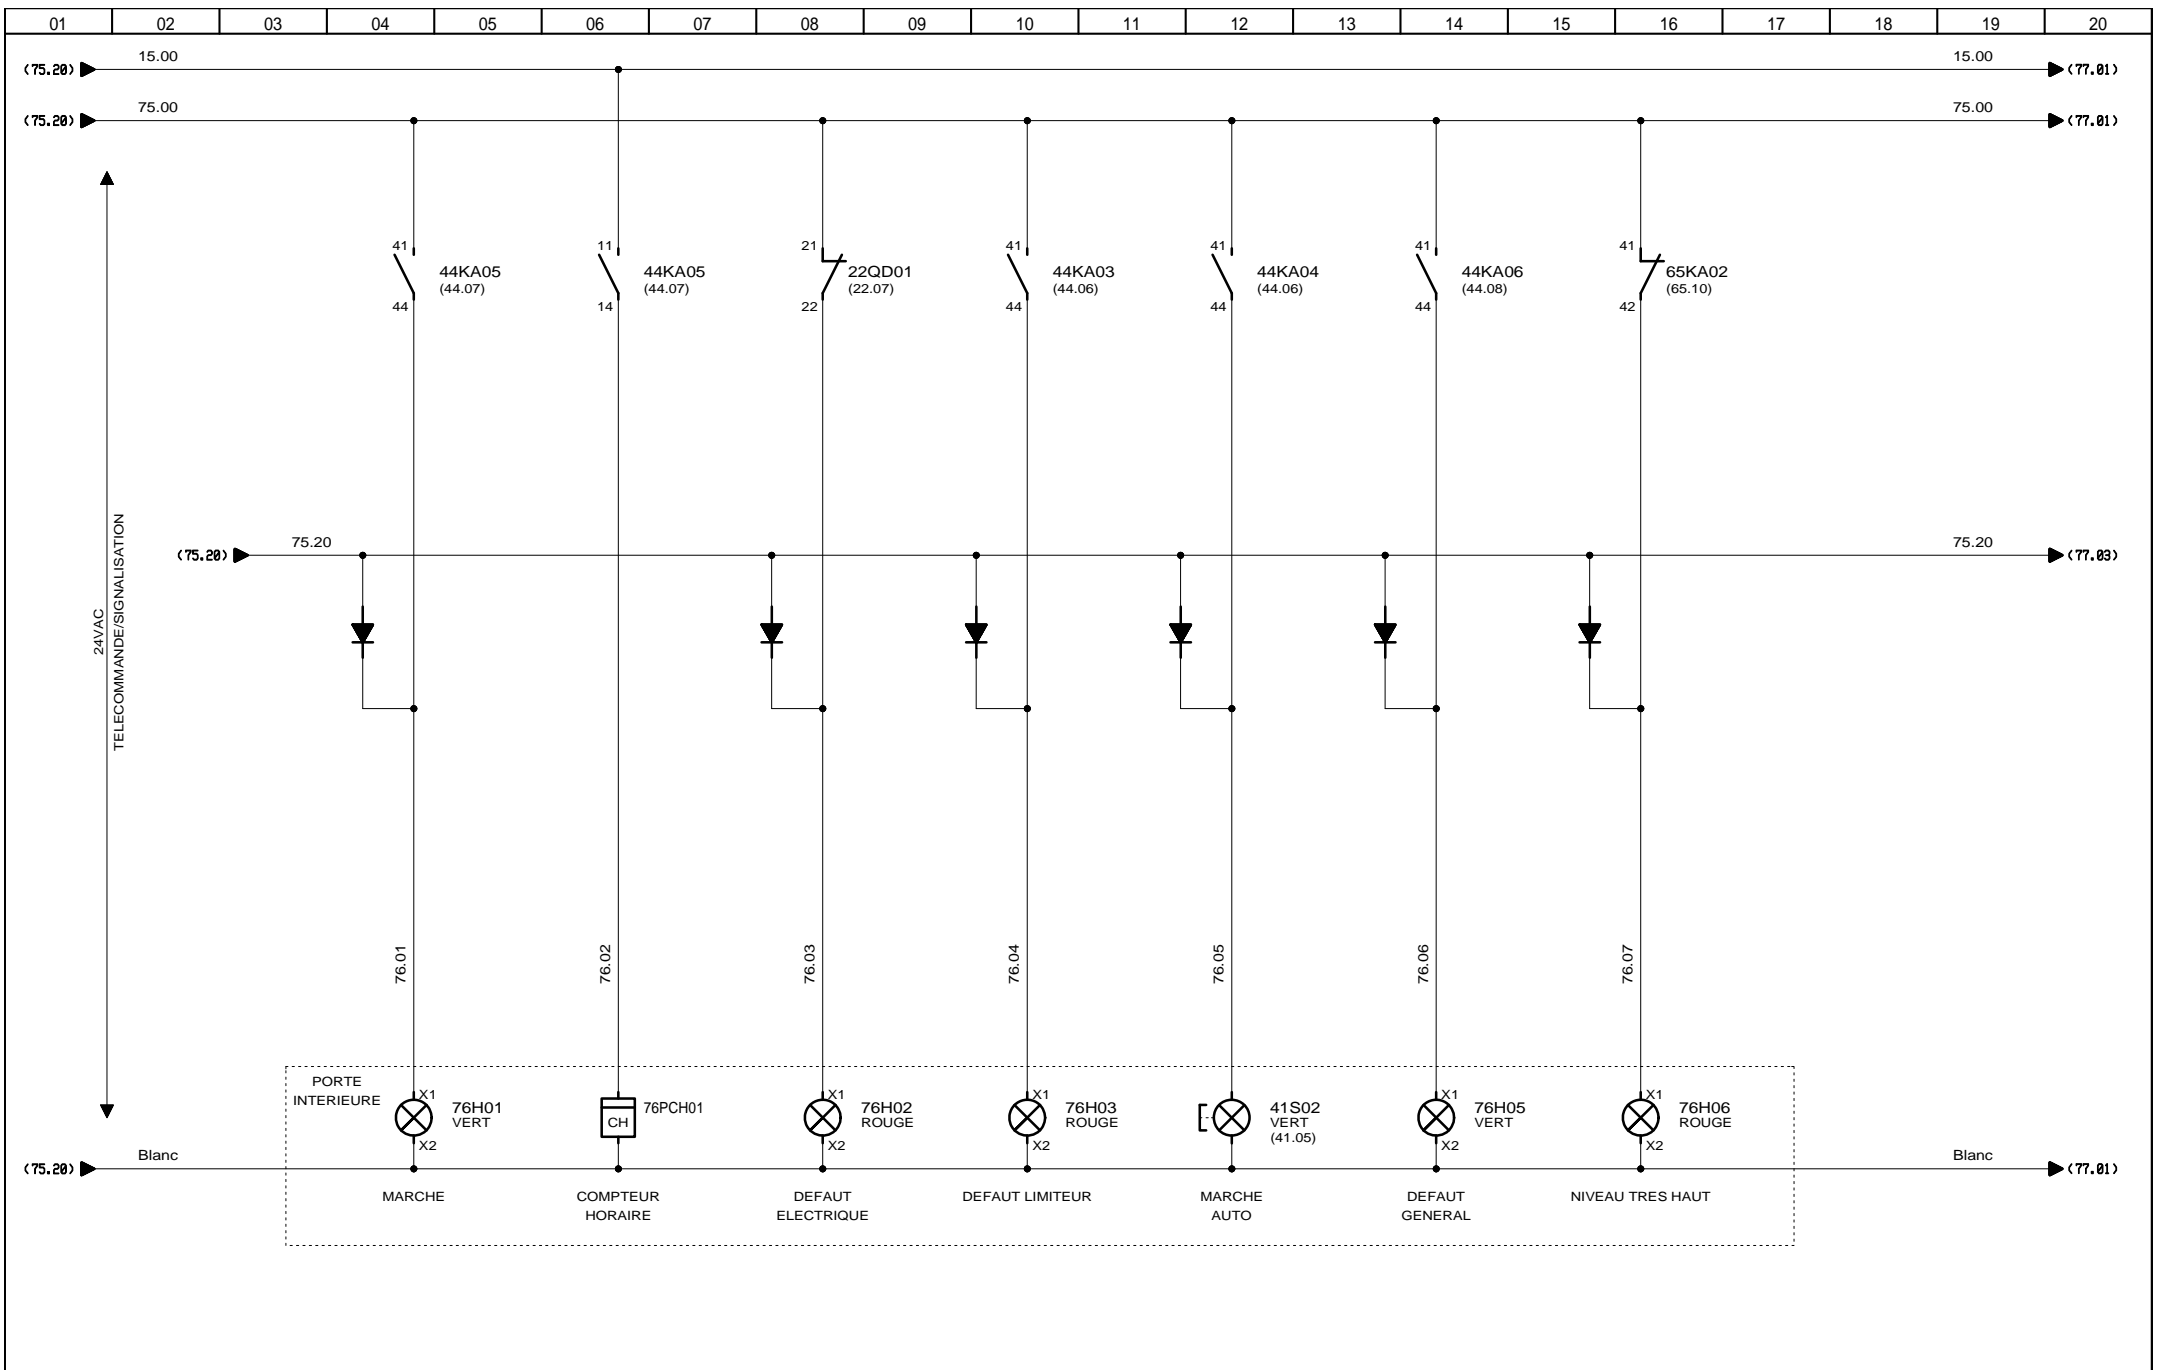 01 02 03 04 05 06 07 08 09 10 11 12 13 14 15 16 17 18 19 20
15.00 15.00
(75.20) (77.01)
75.00 75.00
(75.20) (77.01)
41 11 21 41 41 41 41
44KA05 44KA05 22QD01 44KA03 44KA04 44KA06 65KA02
(44.07) (44.07) (22.07) (44.06) (44.06) (44.08) (65.10)
44 14 22 44 44 44 42
24VAC
TELECOMMANDE/SIGNALISATION
75.20 75.20
(75.20) (77.03)
76.01 76.02 76.03 76.04 76.05 76.06 76.07
PORTE
INTERIEURE
X1 X1 X1 X1 X1
76H01 76PCH01 76H02 76H03 41S02 76H05 76H06
VERT CH ROUGE ROUGE VERT VERT ROUGE
(41.05)
X2 X2 X2 X2 X2
Blanc Blanc
(75.20) (77.01)
MARCHE COMPTEUR DEFAUT DEFAUT LIMITEUR MARCHE DEFAUT NIVEAU TRES HAUT
HORAIRE ELECTRIQUE AUTO GENERAL